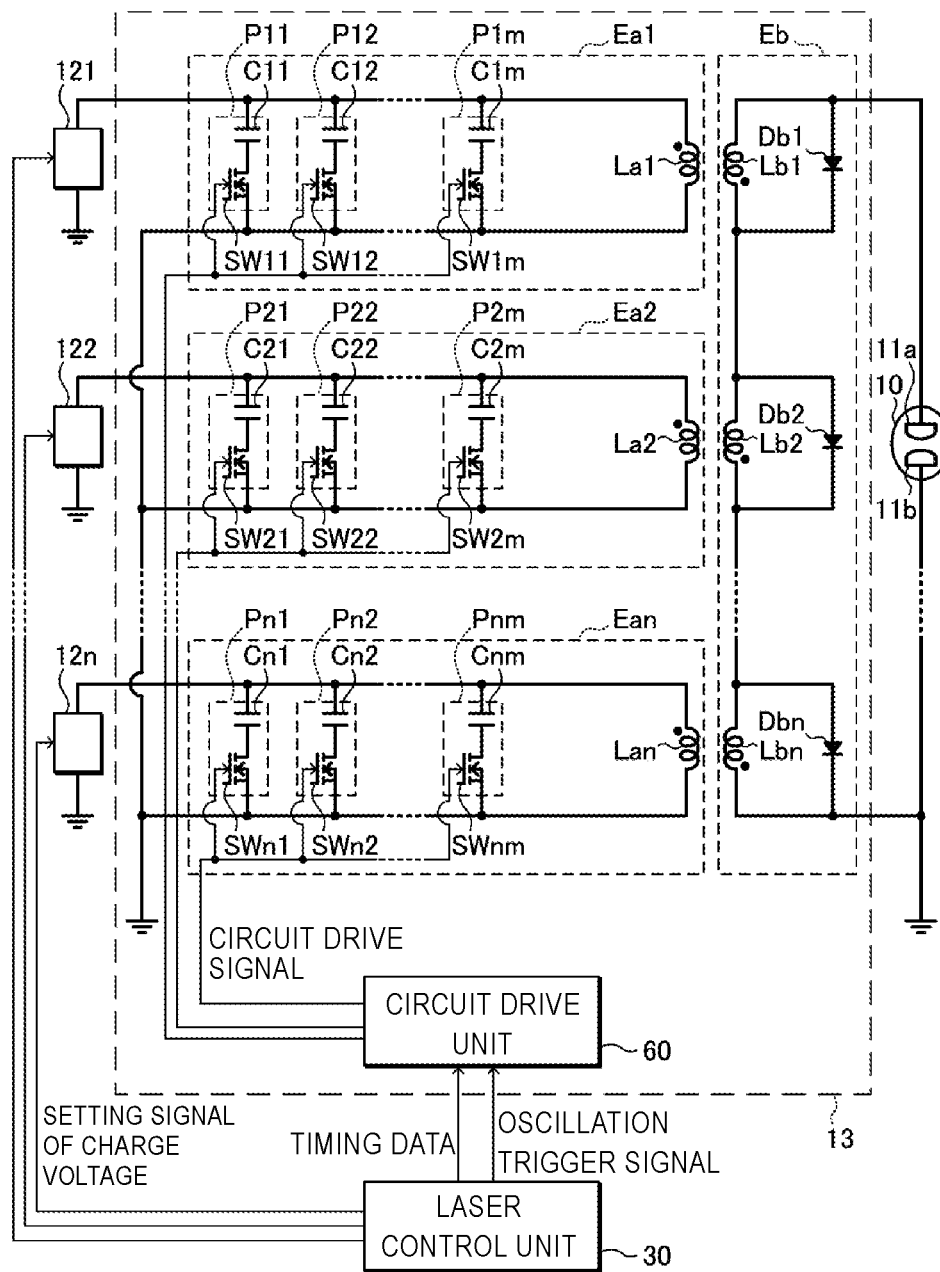 P11 P12 P1m Ea1 Eb
121 C11 C12 C1m
Db1
La1 Lb1
SW11 SW12 SW1m
P21 P22 P2m Ea2
122 C21 C22 C2m 11a
10
Db2
La2 Lb2
11b
SW21 SW22 SW2m
Pn1 Pn2 Pnm Ean
12n Cn1 Cn2 Cnm
Dbn
Lan Lbn
SWn1 SWn2 SWnm
CIRCUIT DRIVE
SIGNAL
CIRCUIT DRIVE
UNIT
60
SETTING SIGNAL
OF CHARGE
VOLTAGE
TIMING DATA
OSCILLATION
TRIGGER SIGNAL
13
LASER
CONTROL UNIT
30